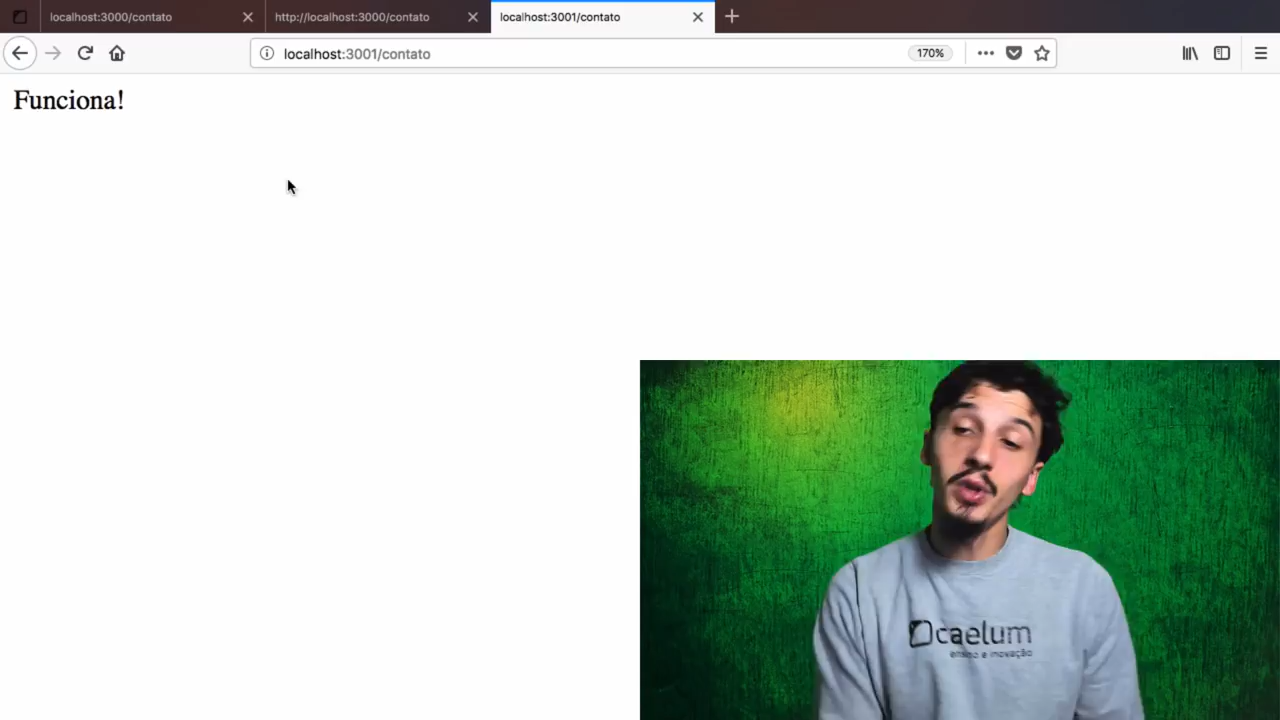 localhost:3000/contato
http://localhost:3000/contato
localhost:3001/contato
localhost:3001/contato
170%
Funciona!
caelum
ensino e inovação